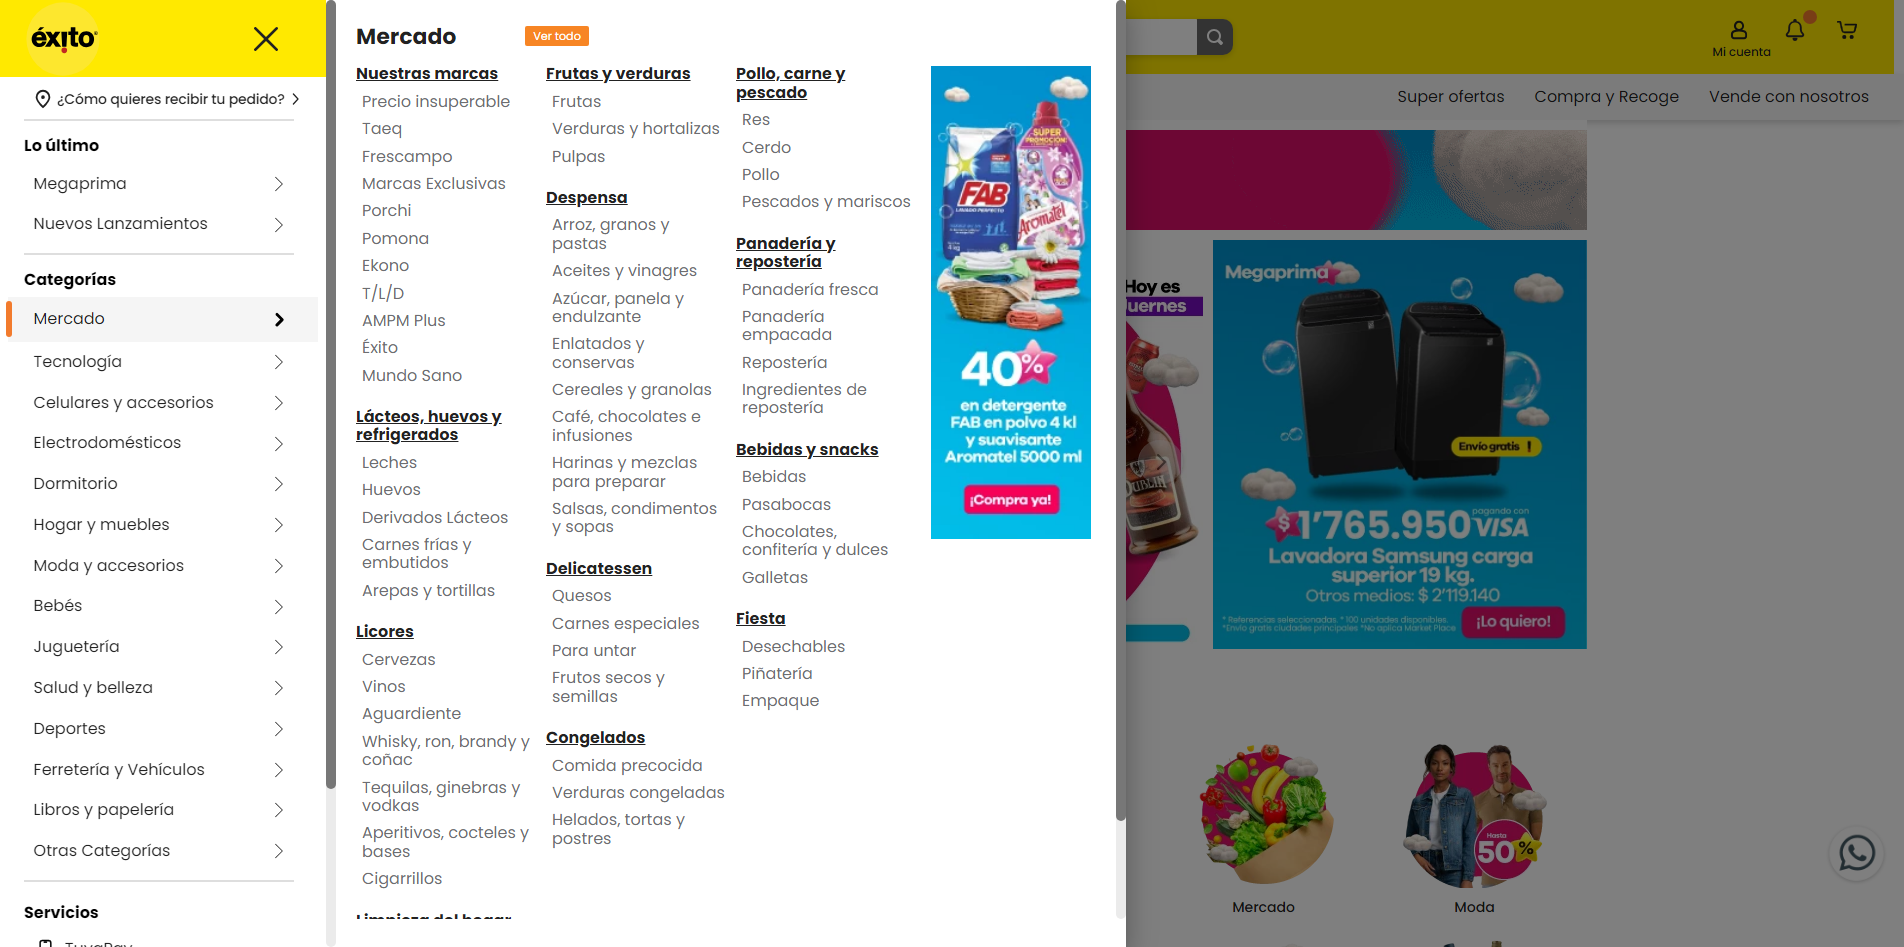 éxito
¿Cómo quieres recibir tu pedido?
Lo último
Megaprima
Nuevos Lanzamientos
Categorías
Mercado
Tecnología
Celulares y accesorios
Electrodomésticos
Dormitorio
Hogar y muebles
Moda y accesorios
Bebés
Juguetería
Salud y belleza
Deportes
Ferretería y Vehículos
Libros y papelería
Otras Categorías
Servicios
TuyaPay
Mercado
Ver todo
Nuestras marcas
Precio insuperable
Taeq
Frescampo
Marcas Exclusivas
Porchi
Pomona
Ekono
T/L/D
AMPM Plus
Éxito
Mundo Sano
Lácteos, huevos y
refrigerados
Leches
Huevos
Derivados Lácteos
Carnes frías y
embutidos
Arepas y tortillas
Licores
Cervezas
Vinos
Aguardiente
Whisky, ron, brandy y
coñac
Tequilas, ginebras y
vodkas
Aperitivos, cocteles y
bases
Cigarrillos
Limpieza del hogar
Frutas y verduras
Frutas
Verduras y hortalizas
Pulpas
Despensa
Arroz, granos y
pastas
Aceites y vinagres
Azúcar, panela y
endulzante
Enlatados y
conservas
Cereales y granolas
Café, chocolates e
infusiones
Harinas y mezclas
para preparar
Salsas, condimentos
y sopas
Delicatessen
Quesos
Carnes especiales
Para untar
Frutos secos y
semillas
Congelados
Comida precocida
Verduras congeladas
Helados, tortas y
postres
Pollo, carne y
pescado
Res
Cerdo
Pollo
Pescados y mariscos
Panadería y
repostería
Panadería fresca
Panadería
empacada
Repostería
Ingredientes de
repostería
Bebidas y snacks
Bebidas
Pasabocas
Chocolates,
confitería y dulces
Galletas
Fiesta
Desechables
Piñatería
Empaque
SÚPER
PROMOCIÓN
FAB
Aromatel
40%
en detergente
FAB en polvo 4 kl
y suavisante
Aromatel 5000 ml
¡Compra ya!
Mi cuenta
Super ofertas
Compra y Recoge
Vende con nosotros
Hoy es
uernes
DUBLIN
Megaprima
Envío gratis !
pagando con
$1'765.950 VISA
Lavadora Samsung carga
superior 19 kg.
Otros medios: $ 2'119.140
* Referencias seleccionadas. * 100 unidades disponibles.
*Envío gratis ciudades principales *No aplica Market Place
¡Lo quiero!
Hasta
50%
Mercado
Moda